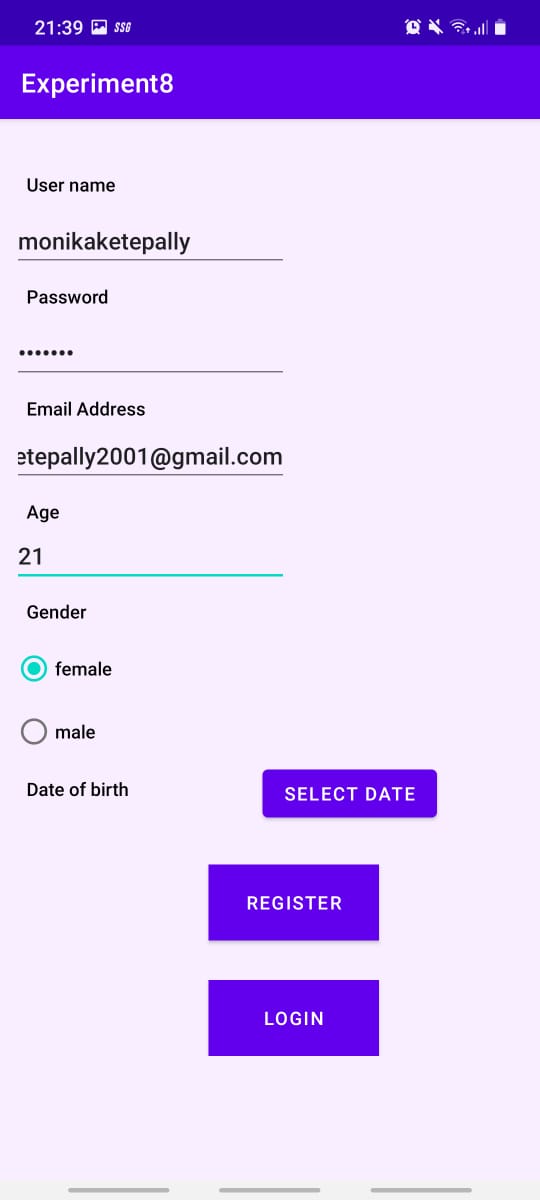 21:39 SSG
Experiment8
User name
monikaketepally
Password
•••••••
Email Address
etepally2001@gmail.com
Age
21
Gender
female
male
Date of birth SELECT DATE
REGISTER
LOGIN